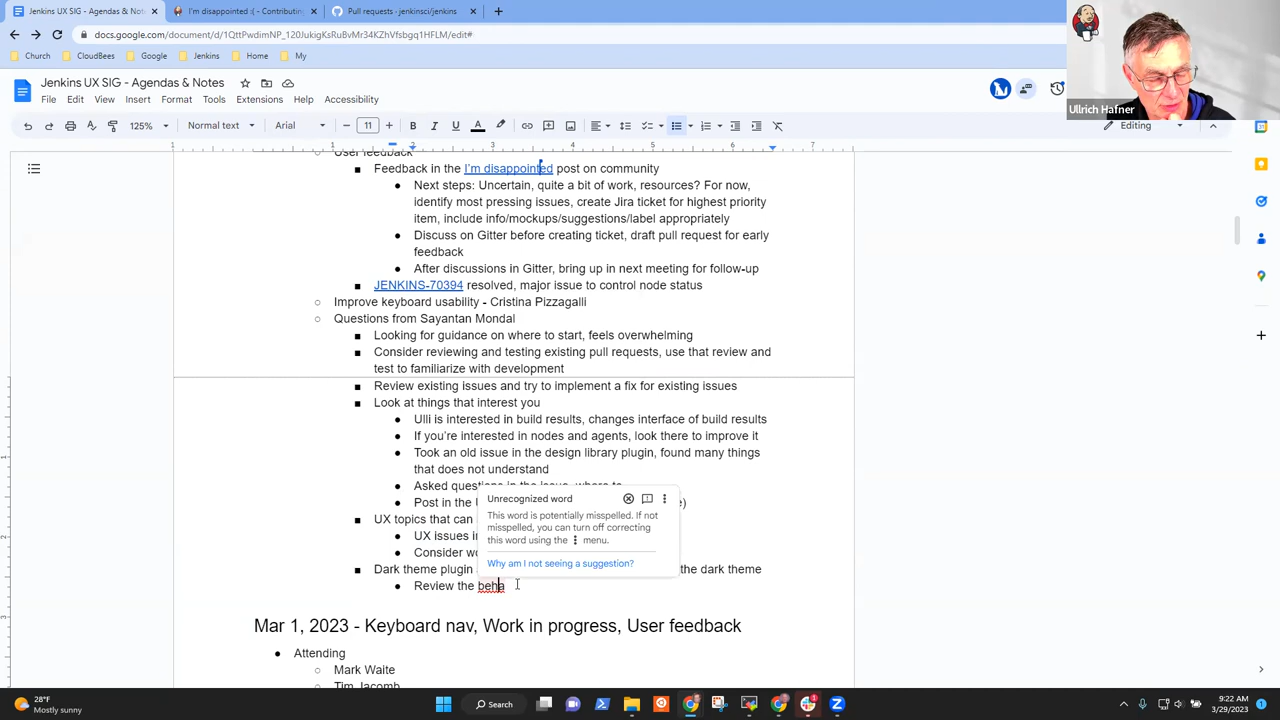 Jenkins UX SIG - Agendas & Notes
I'm disappointed :( - Community
Pull requests - jenkinsci/jenkins
docs.google.com/document/d/1QttPwdimNP_120JukigKsRuBvMr34KZhVfsbgq1HFLM/edit#
Church
CloudBees
Google
Jenkins
Home
My
Jenkins UX SIG - Agendas & Notes
File Edit View Insert Format Tools Extensions Help Accessibility
Ullrich Hafner
125%
Normal text
Arial
11
Editing
User feedback
Feedback in the I'm disappointed post on community
Next steps: Uncertain, quite a bit of work, resources? For now,
identify most pressing issues, create Jira ticket for highest priority
item, include info/mockups/suggestions/label appropriately
Discuss on Gitter before creating ticket, draft pull request for early
feedback
After discussions in Gitter, bring up in next meeting for follow-up
JENKINS-70394 resolved, major issue to control node status
Improve keyboard usability - Cristina Pizzagalli
Questions from Sayantan Mondal
Looking for guidance on where to start, feels overwhelming
Consider reviewing and testing existing pull requests, use that review and
test to familiarize with development
Review existing issues and try to implement a fix for existing issues
Look at things that interest you
Ulli is interested in build results, changes interface of build results
If you're interested in nodes and agents, look there to improve it
Took an old issue in the design library plugin, found many things
that does not understand
Asked questions in the issue, where to
Post in the
UX topics that can
UX issues in
Consider wo
Dark theme plugin
the dark theme
Review the beha
Unrecognized word
This word is potentially misspelled. If not
misspelled, you can turn off correcting
this word using the ⋮ menu.
Why am I not seeing a suggestion?
Mar 1, 2023 - Keyboard nav, Work in progress, User feedback
Attending
Mark Waite
Tim Jacomb
28°F
Mostly sunny
Search
9:22 AM
3/29/2023